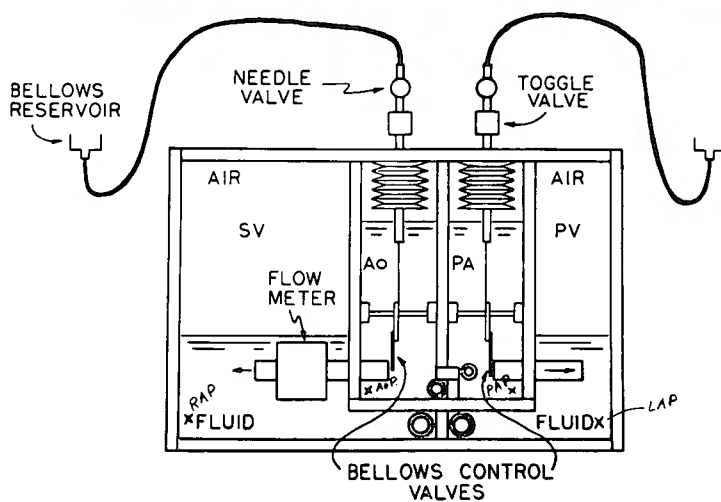 NEEDLE
VALVE
TOGGLE
VALVE
BELLOWS
RESERVOIR
AIR
AIR
SV
PV
Ao
PA
FLOW
METER
RAP
AoP
PAP
LAP
FLUID
FLUID
BELLOWS CONTROL
VALVES